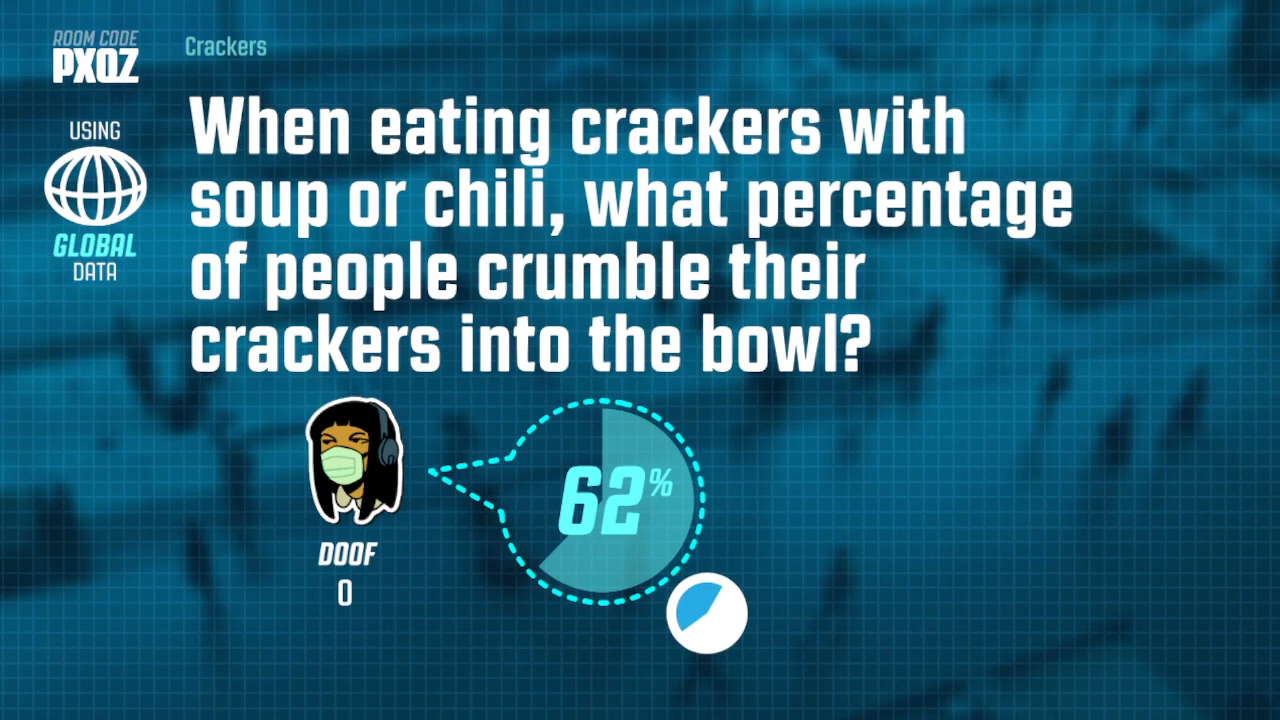 ROOM CODE
PXQZ
Crackers
USING
GLOBAL
DATA
When eating crackers with
soup or chili, what percentage
of people crumble their
crackers into the bowl?
62%
DOOF
0